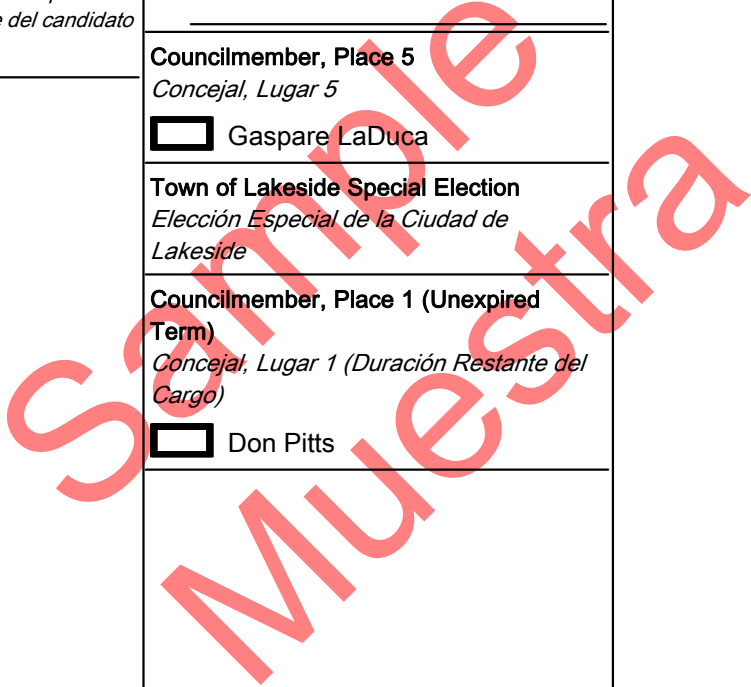 e del candidato
Councilmember, Place 5
Concejal, Lugar 5
Gaspare LaDuca
Town of Lakeside Special Election
Elección Especial de la Ciudad de
Lakeside
Councilmember, Place 1 (Unexpired
Term)
Concejal, Lugar 1 (Duración Restante del
Cargo)
Don Pitts
Sample
Muestra